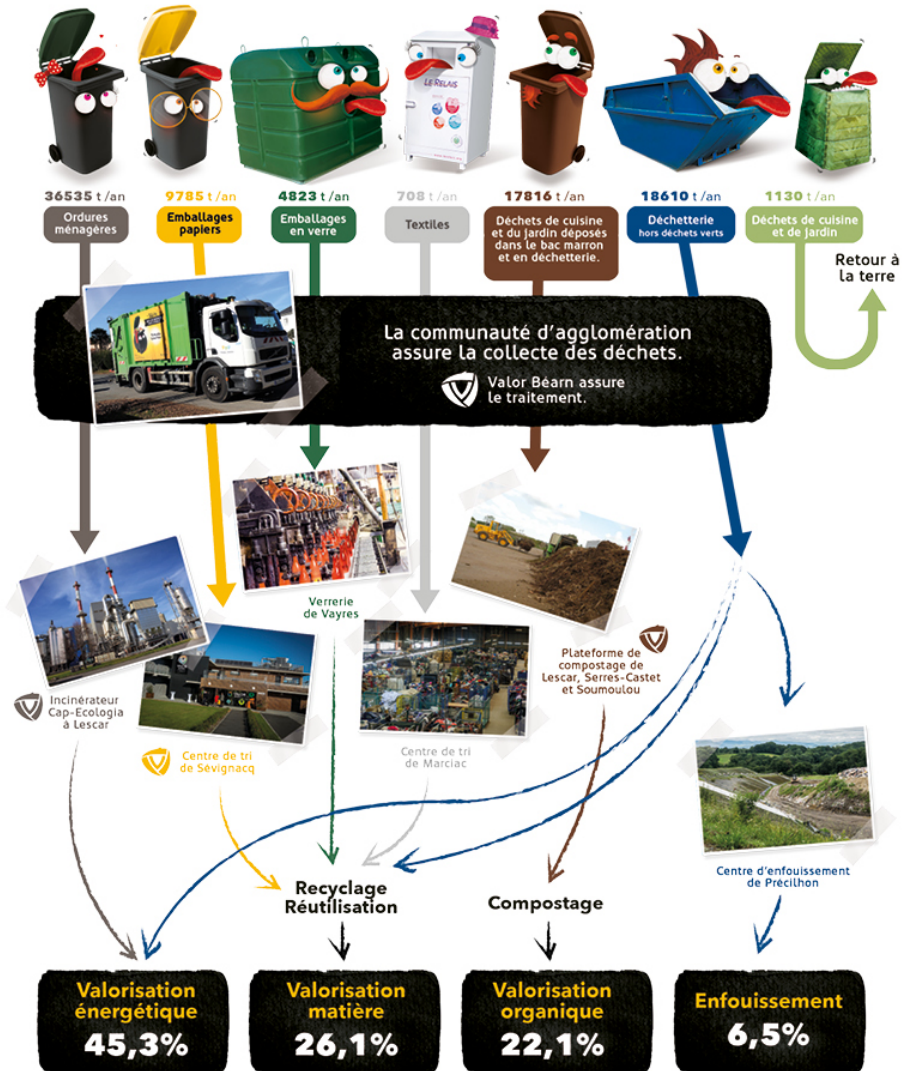 LE RELAIS
36535 t /an
Ordures
ménagères
9785 t /an
Emballages
papiers
4823 t /an
Emballages
en verre
708 t /an
Textiles
17816 t /an
Déchets de cuisine
et du jardin déposés
dans le bac marron
et en déchetterie.
18610 t /an
Déchetterie
hors déchets verts
1130 t /an
Déchets de cuisine
et de jardin
Retour à
la terre
La communauté d'agglomération
assure la collecte des déchets.
Valor Béarn assure
le traitement.
Verrerie
de Vayres
Plateforme de
compostage de
Lescar, Serres-Castet
et Soumoulou
Incinérateur
Cap-Ecologia
à Lescar
Centre de tri
de Sévignacq
Centre de tri
de Marciac
Centre d'enfouissement
de Précilhon
Recyclage
Réutilisation
Compostage
Valorisation
énergétique
45,3%
Valorisation
matière
26,1%
Valorisation
organique
22,1%
Enfouissement
6,5%